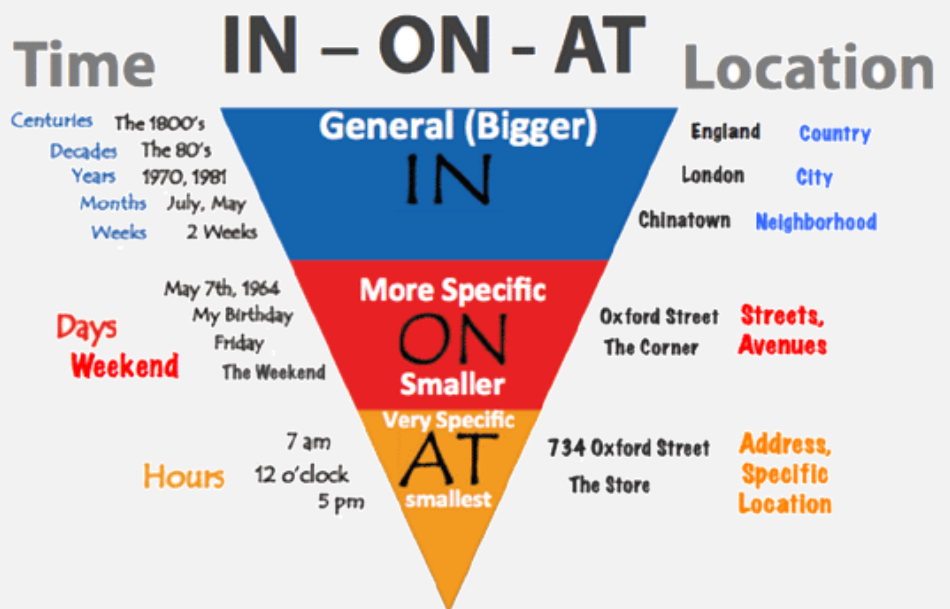 IN – ON - AT
Time
Centuries The 1800's
Decades The 80's
Years 1970, 1981
Months July, May
Weeks 2 Weeks
May 7th, 1964
My Birthday
Days
Friday
Weekend
The Weekend
7 am
Hours 12 o'clock
5 pm
General (Bigger)
IN
More Specific
ON
Smaller
Very Specific
AT
smallest
Location
England Country
London City
Chinatown Neighborhood
Oxford Street Streets,
The Corner Avenues
734 Oxford Street Address,
The Store Specific
Location